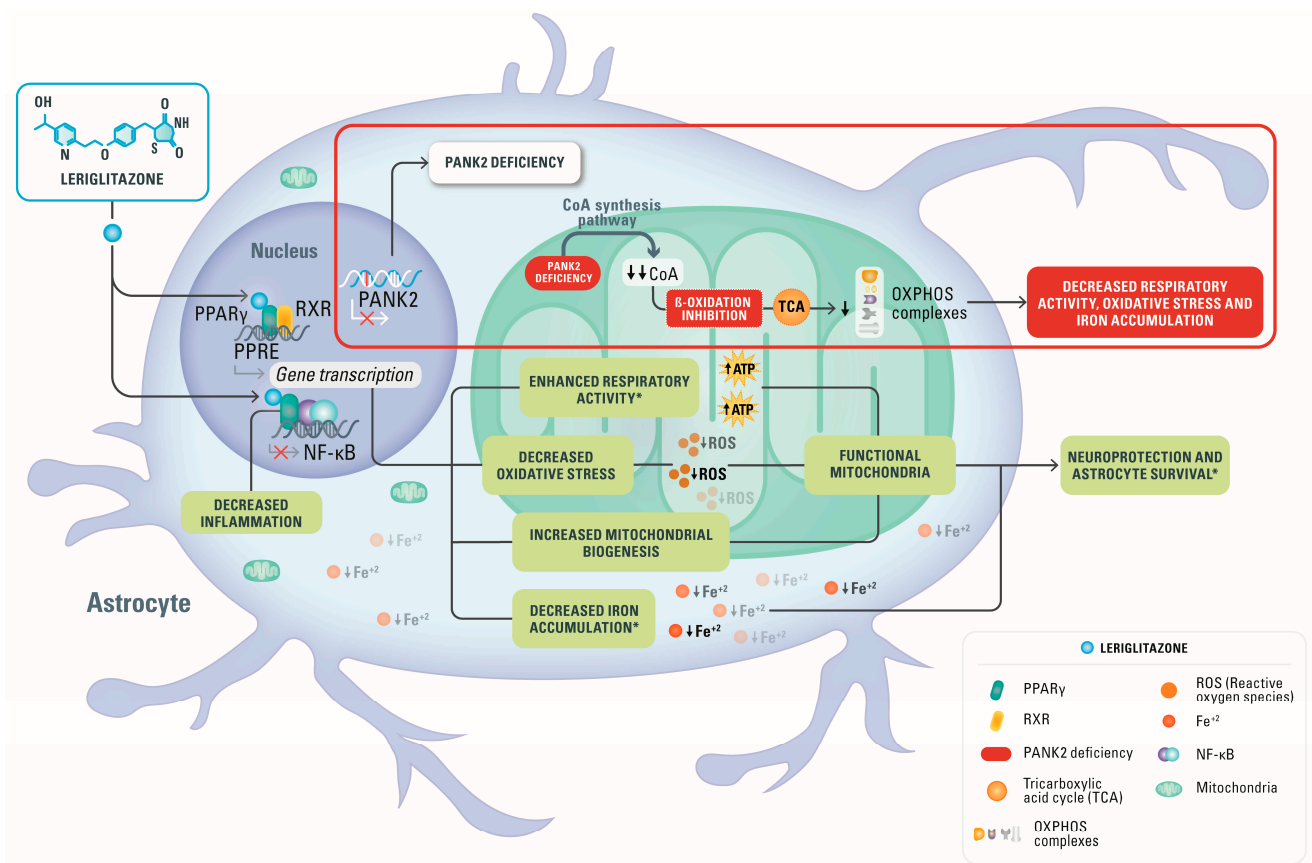 OH
O
NH
N
O
S
O
LERIGLITAZONE
PANK2 DEFICIENCY
CoA synthesis
pathway
Nucleus
PANK2
DEFICIENCY
↓↓CoA
PANK2
ß-OXIDATION
INHIBITION
TCA
↓
OXPHOS
complexes
DECREASED RESPIRATORY
ACTIVITY, OXIDATIVE STRESS AND
IRON ACCUMULATION
PPARγ
RXR
PPRE
Gene transcription
NF-κB
DECREASED
INFLAMMATION
ENHANCED RESPIRATORY
ACTIVITY*
↑ATP
↑ATP
DECREASED
OXIDATIVE STRESS
↓ROS
↓ROS
↓ROS
FUNCTIONAL
MITOCHONDRIA
NEUROPROTECTION AND
ASTROCYTE SURVIVAL*
INCREASED MITOCHONDRIAL
BIOGENESIS
DECREASED IRON
ACCUMULATION*
↓Fe+2
↓Fe+2
↓Fe+2
↓Fe+2
↓Fe+2
↓Fe+2
↓Fe+2
↓Fe+2
↓Fe+2
↓Fe+2
Astrocyte
LERIGLITAZONE
PPARγ
RXR
PANK2 deficiency
Tricarboxylic
acid cycle (TCA)
OXPHOS
complexes
ROS (Reactive
oxygen species)
Fe+2
NF-κB
Mitochondria